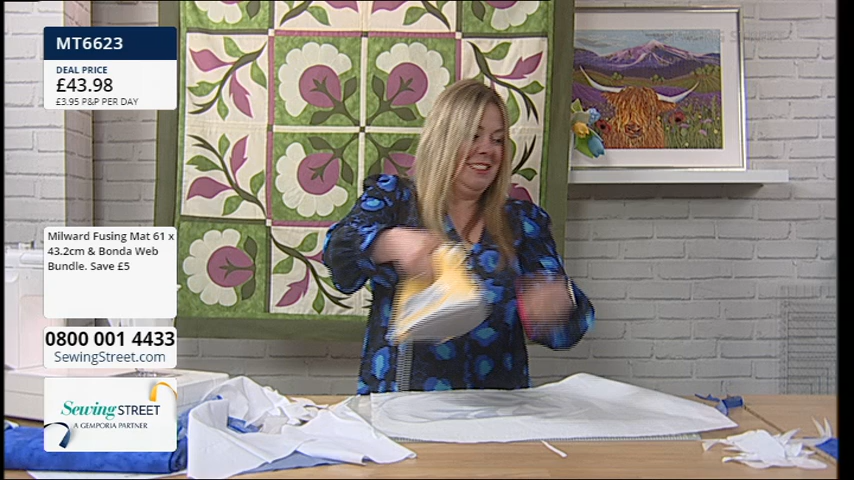 MT6623
DEAL PRICE
£43.98
£3.95 P&P PER DAY
Milward Fusing Mat 61 x
43.2cm & Bonda Web
Bundle. Save £5
0800 001 4433
SewingStreet.com
Sewing STREET
A GEMPORIA PARTNER